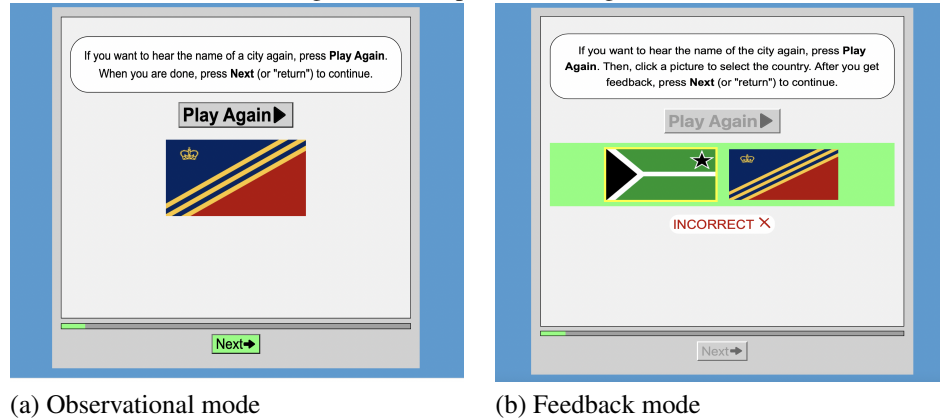 If you want to hear the name of a city again, press Play Again.
When you are done, press Next (or "return") to continue.
Play Again
Next
(a) Observational mode
If you want to hear the name of the city again, press Play
Again. Then, click a picture to select the country. After you get
feedback, press Next (or "return") to continue.
Play Again
INCORRECT
Next
(b) Feedback mode